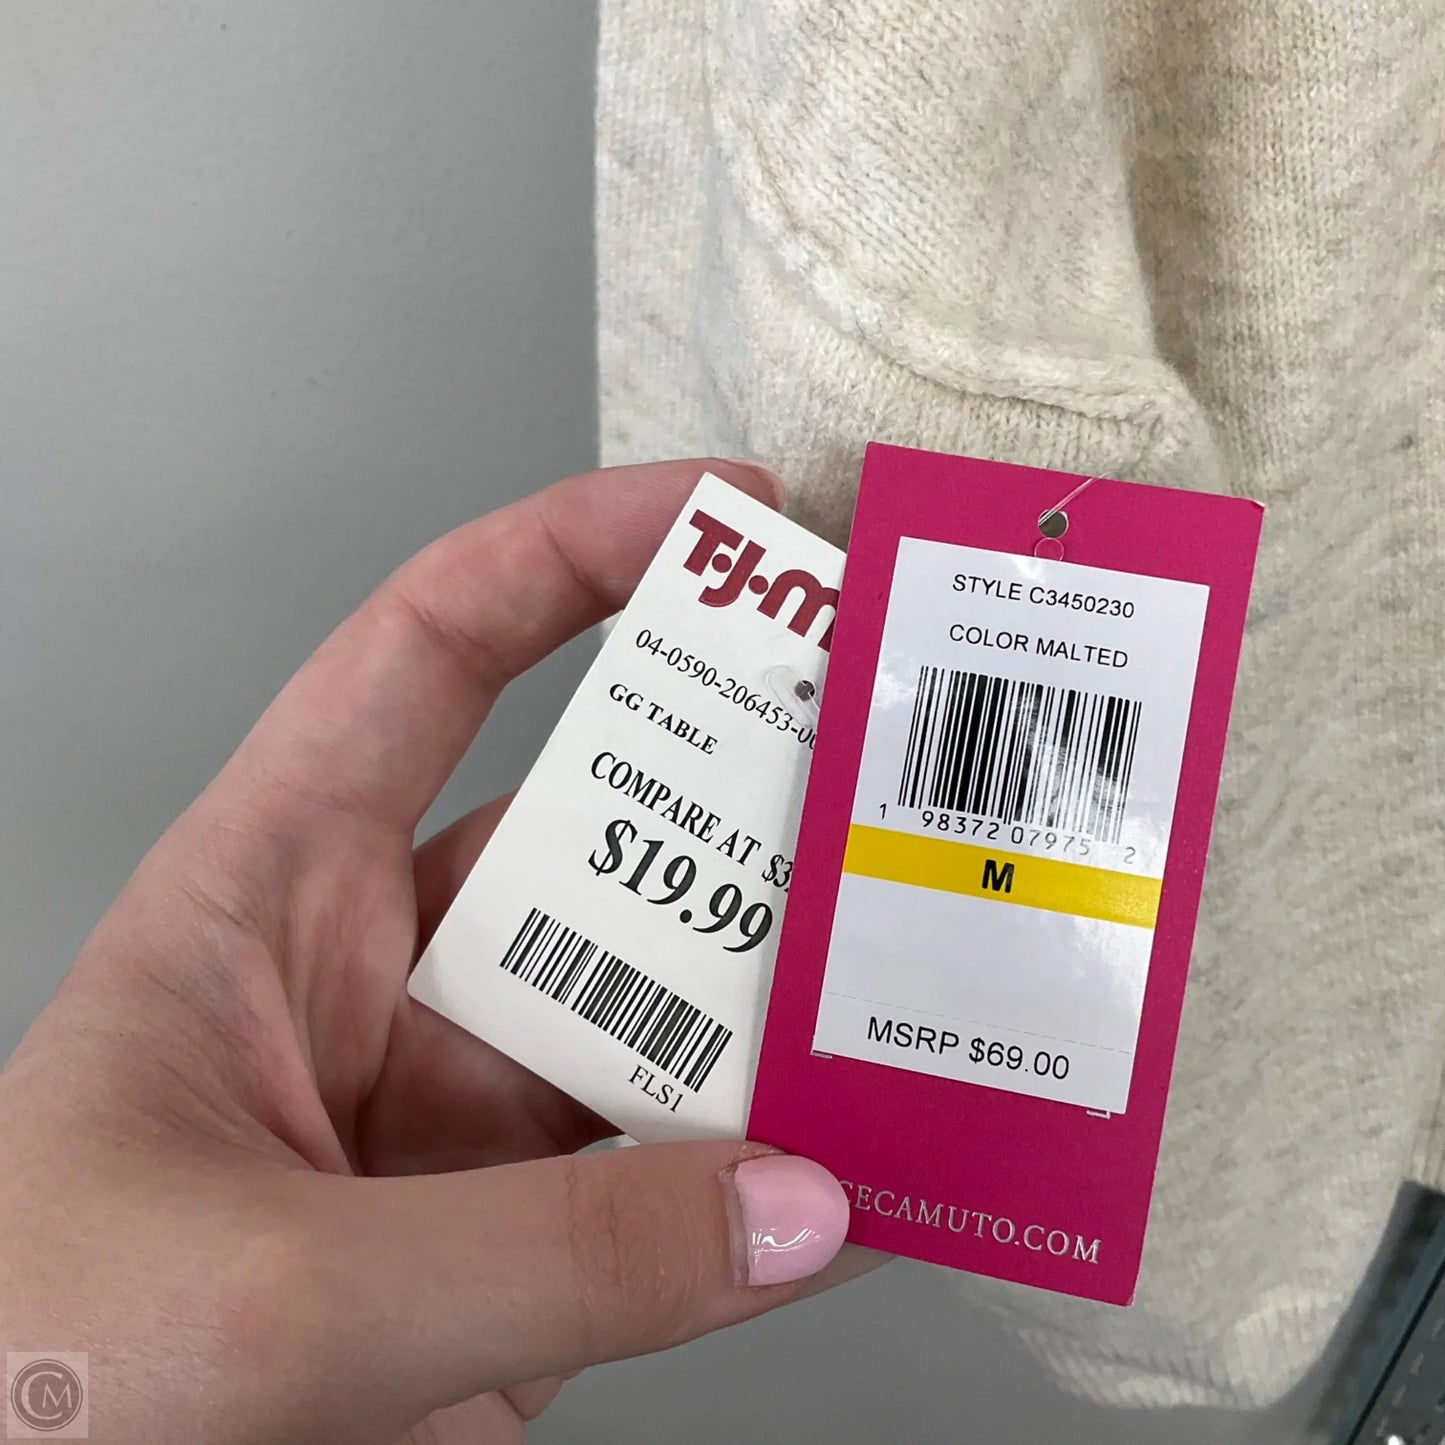 T·J·M
04-0590-206453-0
GG TABLE
COMPARE AT $3
$19.99
FLS1
STYLE C3450230
COLOR MALTED
1 98372 07975 2
M
MSRP $69.00
CECAMUTO.COM
CM